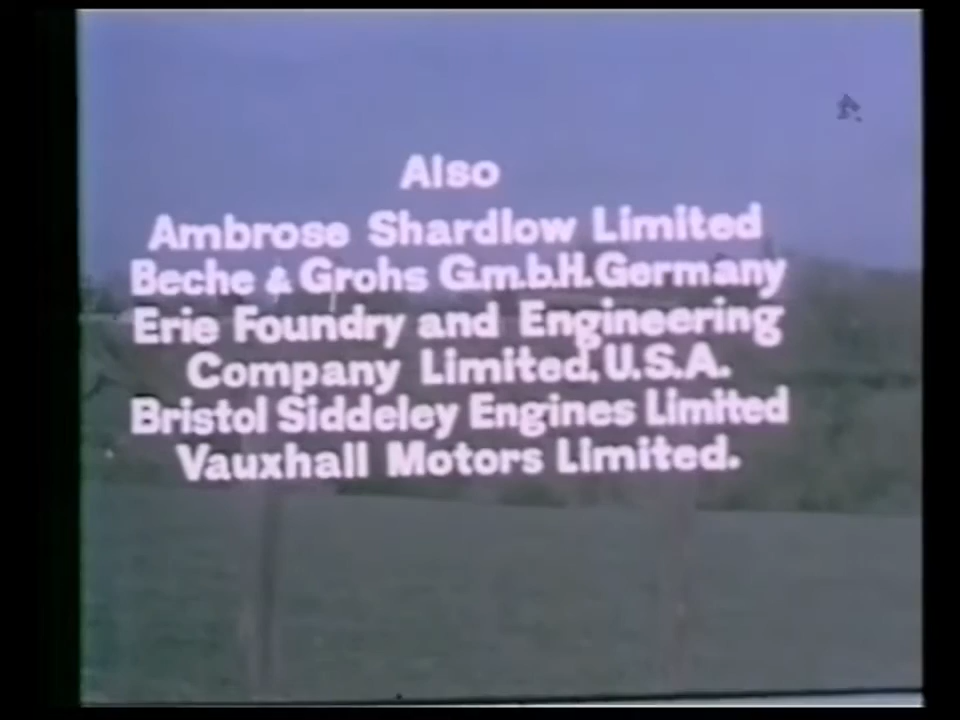 Also
Ambrose Shardlow Limited
Beche & Grohs G.m.b.H. Germany
Erie Foundry and Engineering
Company Limited, U.S.A.
Bristol Siddeley Engines Limited
Vauxhall Motors Limited.